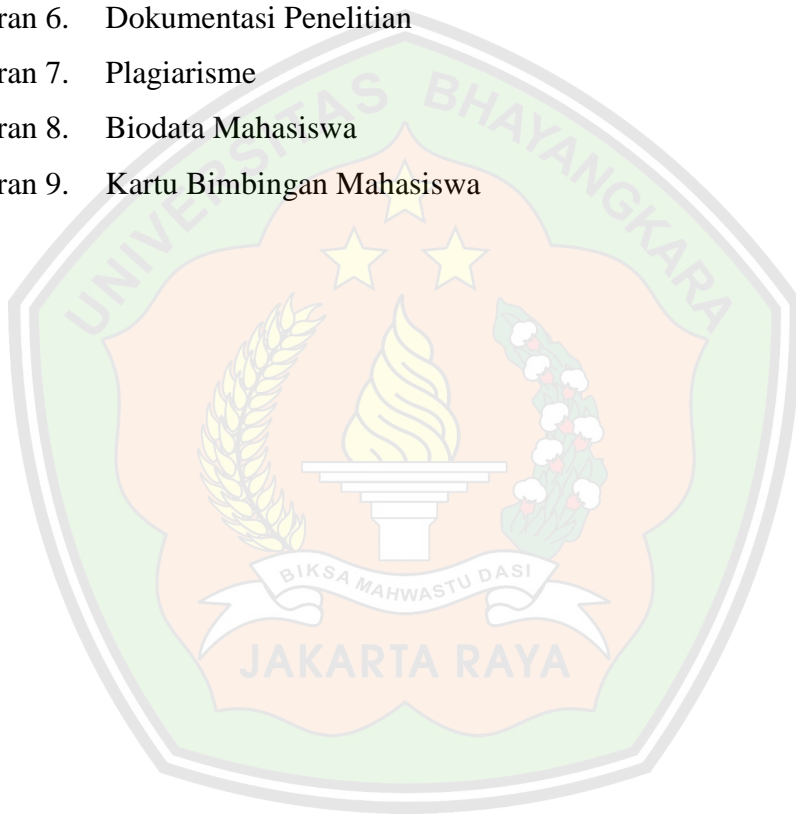 ran 6. Dokumentasi Penelitian
ran 7. Plagiarisme
ran 8. Biodata Mahasiswa
ran 9. Kartu Bimbingan Mahasiswa
UNIVERSITAS BHAYANGKARA
BIKSA MAHWASTU DASI
JAKARTA RAYA